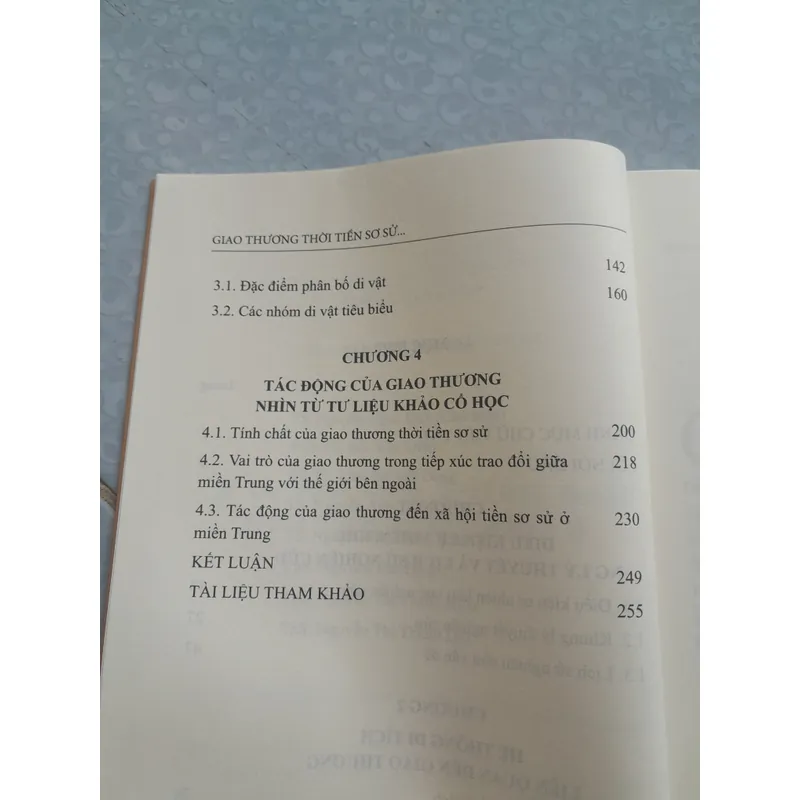 GIAO THƯƠNG THỜI TIỀN SƠ SỬ...
3.1. Đặc điểm phân bố di vật 142
3.2. Các nhóm di vật tiêu biểu 160
CHƯƠNG 4
TÁC ĐỘNG CỦA GIAO THƯƠNG
NHÌN TỪ TƯ LIỆU KHẢO CỔ HỌC
4.1. Tính chất của giao thương thời tiền sơ sử 200
4.2. Vai trò của giao thương trong tiếp xúc trao đổi giữa 218
miền Trung với thế giới bên ngoài
4.3. Tác động của giao thương đến xã hội tiền sơ sử ở 230
miền Trung
KẾT LUẬN 249
TÀI LIỆU THAM KHẢO 255